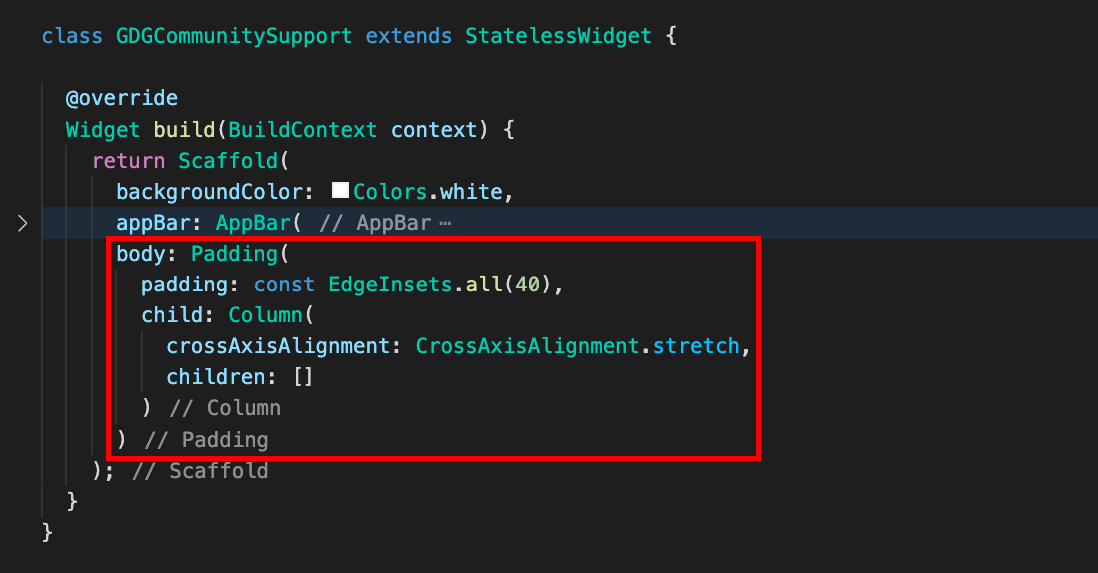 class GDGCommunitySupport extends StatelessWidget {
@override
Widget build(BuildContext context) {
return Scaffold(
backgroundColor: Colors.white,
appBar: AppBar( // AppBar ⋯
body: Padding(
padding: const EdgeInsets.all(40),
child: Column(
crossAxisAlignment: CrossAxisAlignment.stretch,
children: []
) // Column
) // Padding
); // Scaffold
}
}